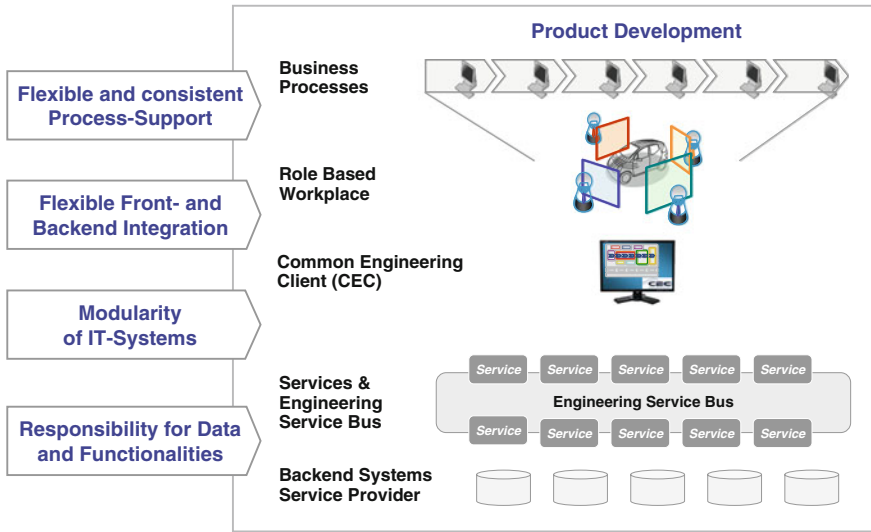 Product Development
Business
Processes
Flexible and consistent
Process-Support
Role Based
Workplace
Flexible Front- and
Backend Integration
Common Engineering
Client (CEC)
CEC
Modularity
of IT-Systems
Service Service Service Service Service
Services &
Engineering
Service Bus
Engineering Service Bus
Service Service Service Service Service
Responsibility for Data
and Functionalities
Backend Systems
Service Provider